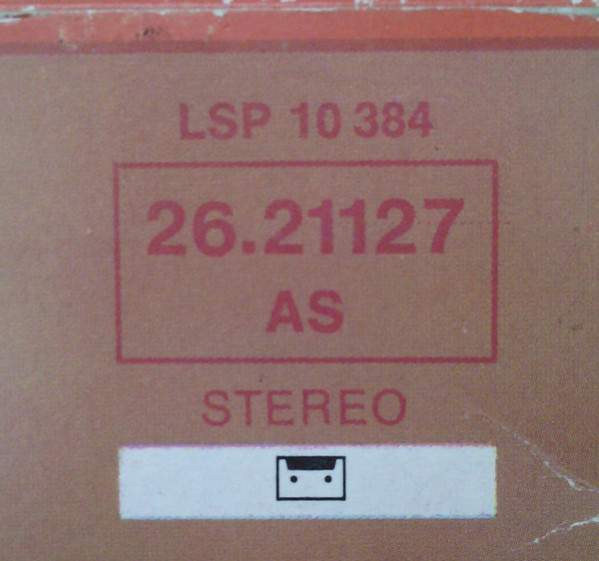 LSP 10 384
26.21127
AS
STEREO